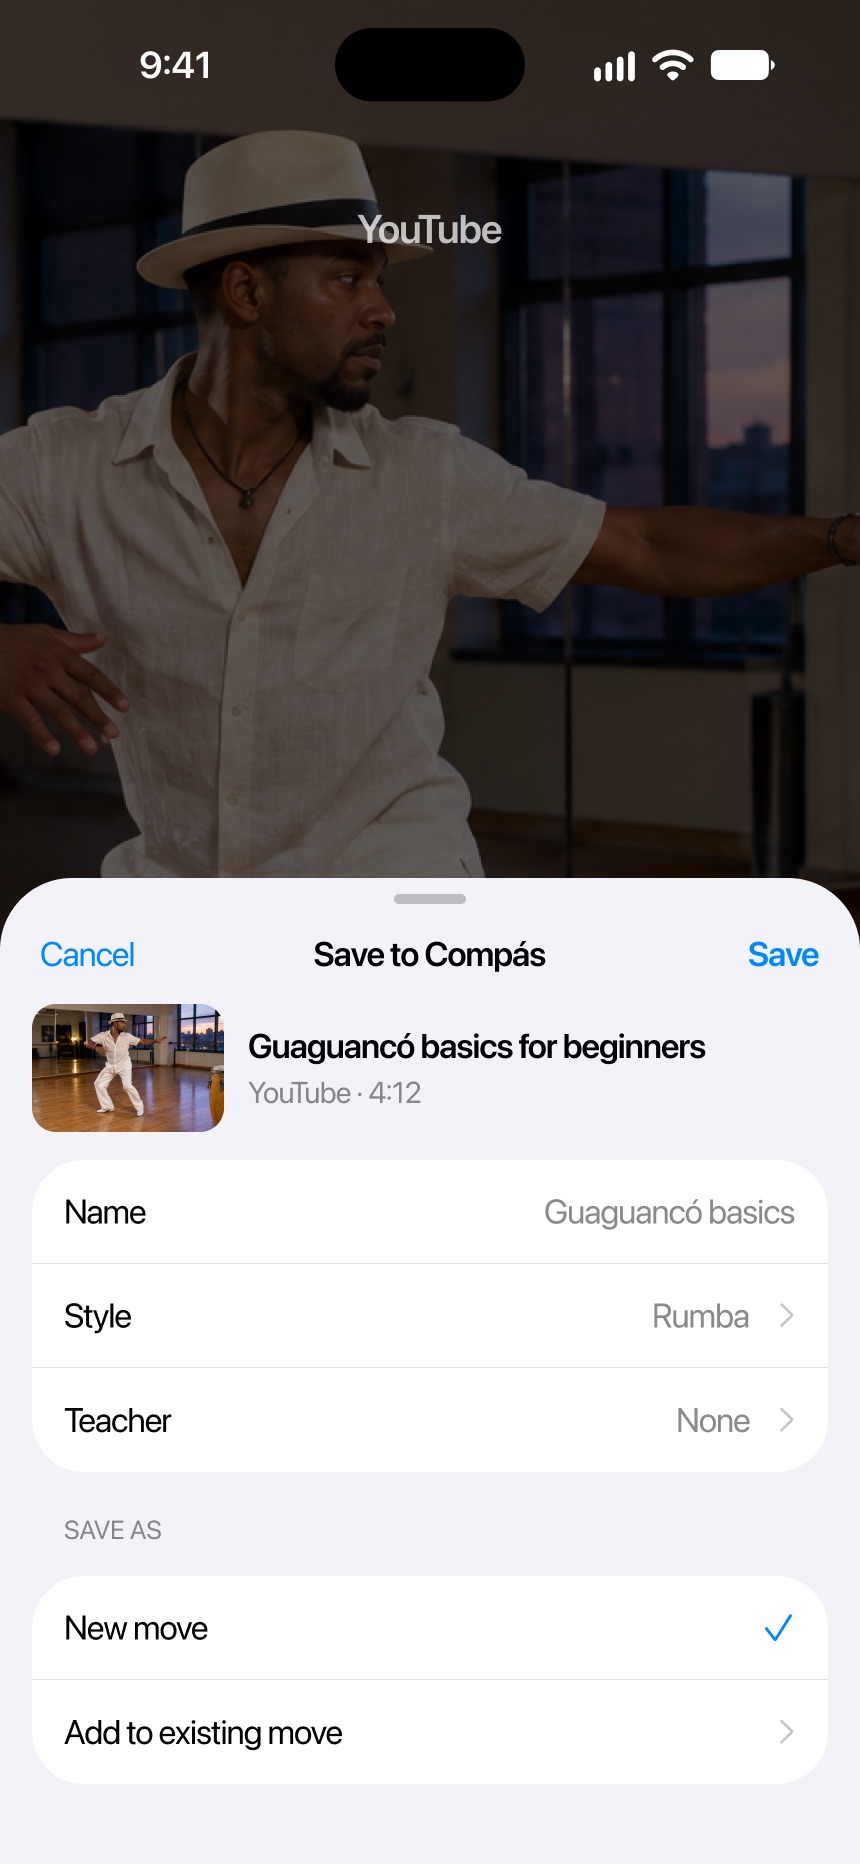 9:41
YouTube
Cancel
Save to Compás
Save
Guaguancó basics for beginners
YouTube · 4:12
Name
Guaguancó basics
Style
Rumba
Teacher
None
SAVE AS
New move
Add to existing move